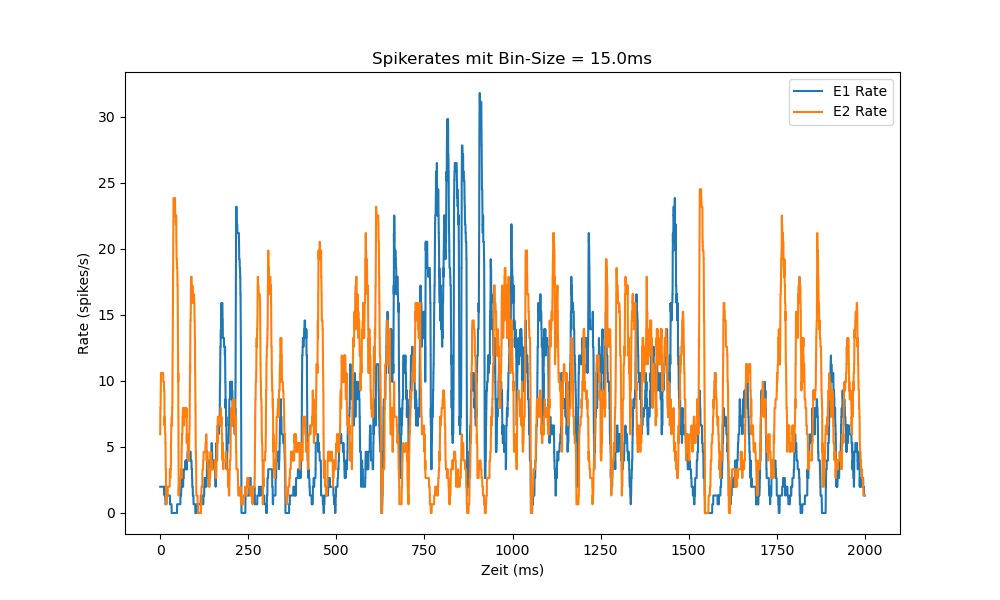 Spikerates mit Bin-Size = 15.0ms
E1 Rate
E2 Rate
Rate (spikes/s)
30
25
20
15
10
5
0
0 250 500 750 1000 1250 1500 1750 2000
Zeit (ms)